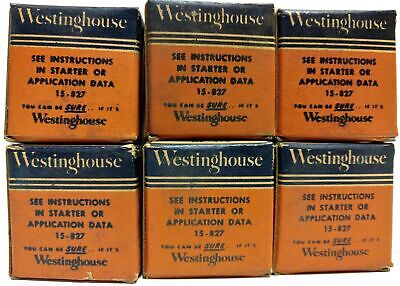 Westinghouse
SEE INSTRUCTIONS
IN STARTER OR
APPLICATION DATA
15-827
YOU CAN BE SURE.. IF IT'S
Westinghouse
Westinghouse
SEE INSTRUCTIONS
IN STARTER OR
APPLICATION DATA
15-827
YOU CAN BE SURE.. IF IT'S
Westinghouse
Westinghouse
SEE INSTRUCTIONS
IN STARTER OR
APPLICATION DATA
15-827
YOU CAN BE SURE.. IF IT'S
Westinghouse
Westinghouse
SEE INSTRUCTIONS
IN STARTER OR
APPLICATION DATA
15-827
YOU CAN BE SURE.. IF IT'S
Westinghouse
Westinghouse
SEE INSTRUCTIONS
IN STARTER OR
APPLICATION DATA
15-827
YOU CAN BE SURE.. IF IT'S
Westinghouse
Westinghouse
SEE INSTRUCTIONS
IN STARTER OR
APPLICATION DATA
15-827
YOU CAN BE SURE.. IF IT'S
Westinghouse